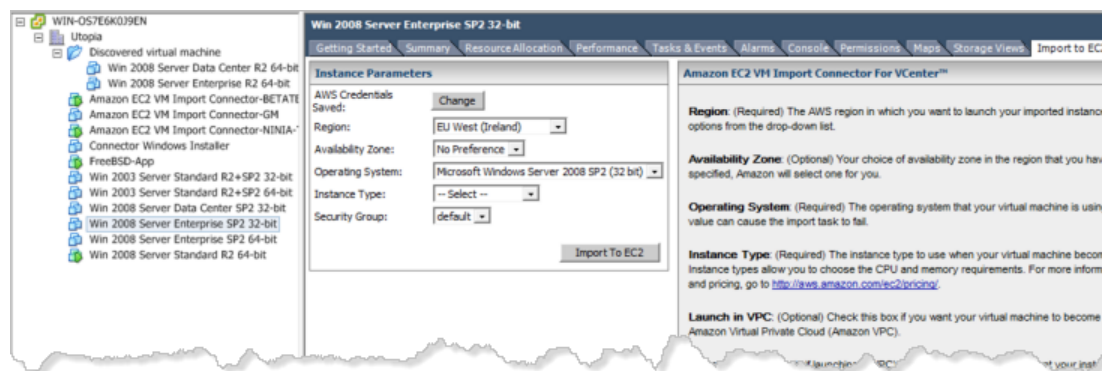 WIN-OS7E6K0J9EN
Utopia
Discovered virtual machine
Win 2008 Server Data Center R2 64-bit
Win 2008 Server Enterprise R2 64-bit
Amazon EC2 VM Import Connector-BETATE
Amazon EC2 VM Import Connector-GM
Amazon EC2 VM Import Connector-NINIA-
Connector Windows Installer
FreeBSD-App
Win 2003 Server Standard R2+SP2 32-bit
Win 2003 Server Standard R2+SP2 64-bit
Win 2008 Server Data Center SP2 32-bit
Win 2008 Server Enterprise SP2 32-bit
Win 2008 Server Enterprise SP2 64-bit
Win 2008 Server Standard R2 64-bit
Win 2008 Server Enterprise SP2 32-bit
Getting Started Summary Resource Allocation Performance Tasks & Events Alarms Console Permissions Maps Storage Views Import to EC2
Instance Parameters
AWS Credentials
Saved:
Change
Region: EU West (Ireland)
Availability Zone: No Preference
Operating System: Microsoft Windows Server 2008 SP2 (32 bit)
Instance Type: -- Select --
Security Group: default
Import To EC2
Amazon EC2 VM Import Connector For VCenter™
Region: (Required) The AWS region in which you want to launch your imported instance
options from the drop-down list.
Availability Zone: (Optional) Your choice of availability zone in the region that you hav
specified, Amazon will select one for you.
Operating System: (Required) The operating system that your virtual machine is usin
value can cause the import task to fail.
Instance Type: (Required) The instance type to use when your virtual machine becom
Instance types allow you to choose the CPU and memory requirements. For more inform
and pricing, go to http://aws.amazon.com/ec2/pricing/.
Launch in VPC: (Optional) Check this box if you want your virtual machine to become
Amazon Virtual Private Cloud (Amazon VPC).